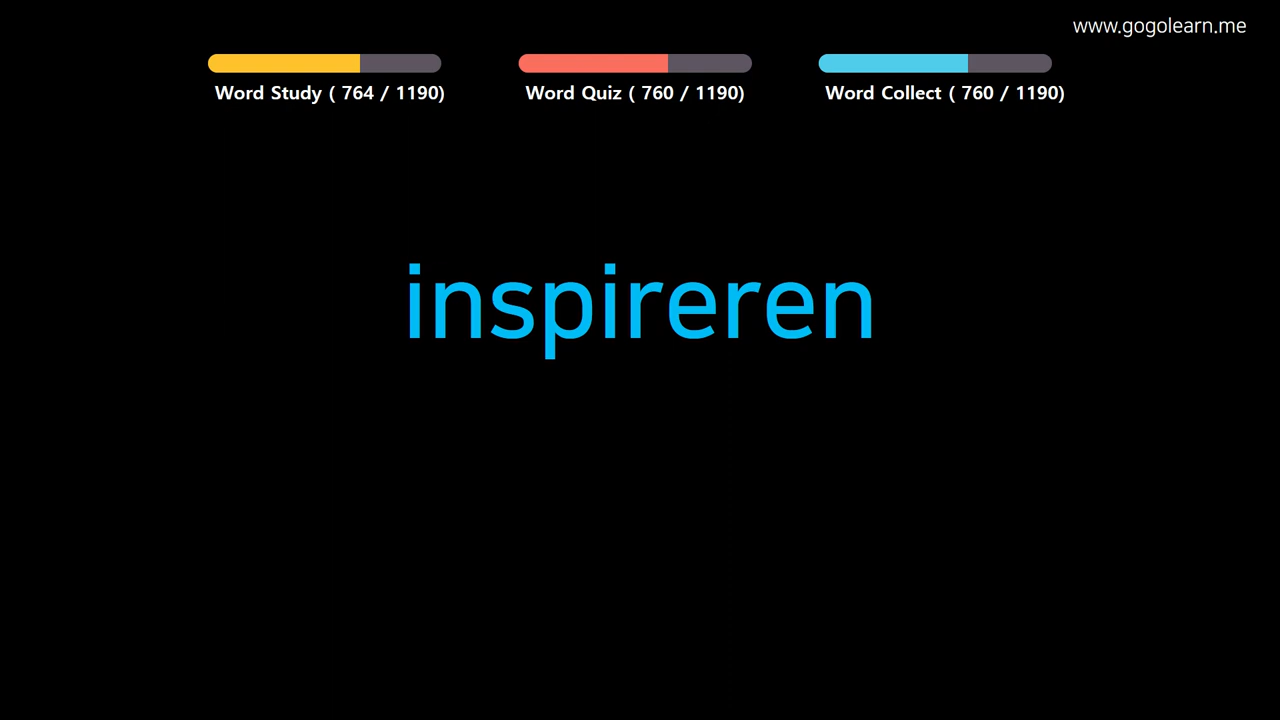 www.gogolearn.me
Word Study ( 764 / 1190)
Word Quiz ( 760 / 1190)
Word Collect ( 760 / 1190)
inspireren